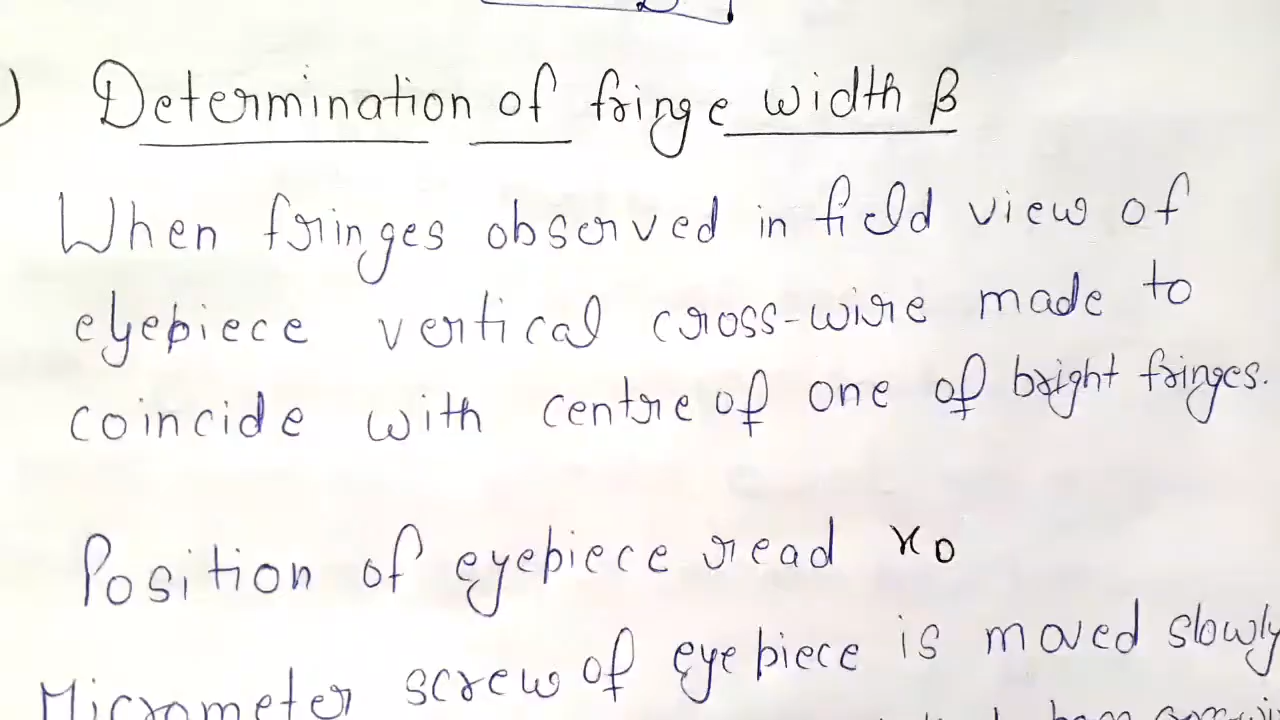 ) Determination of fringe width β
When fringes observed in field view of
eyepiece vertical cross-wire made to
coincide with centre of one of bright fringes.
Position of eyepiece read x0
Micrometer screw of eyepiece is moved slowly